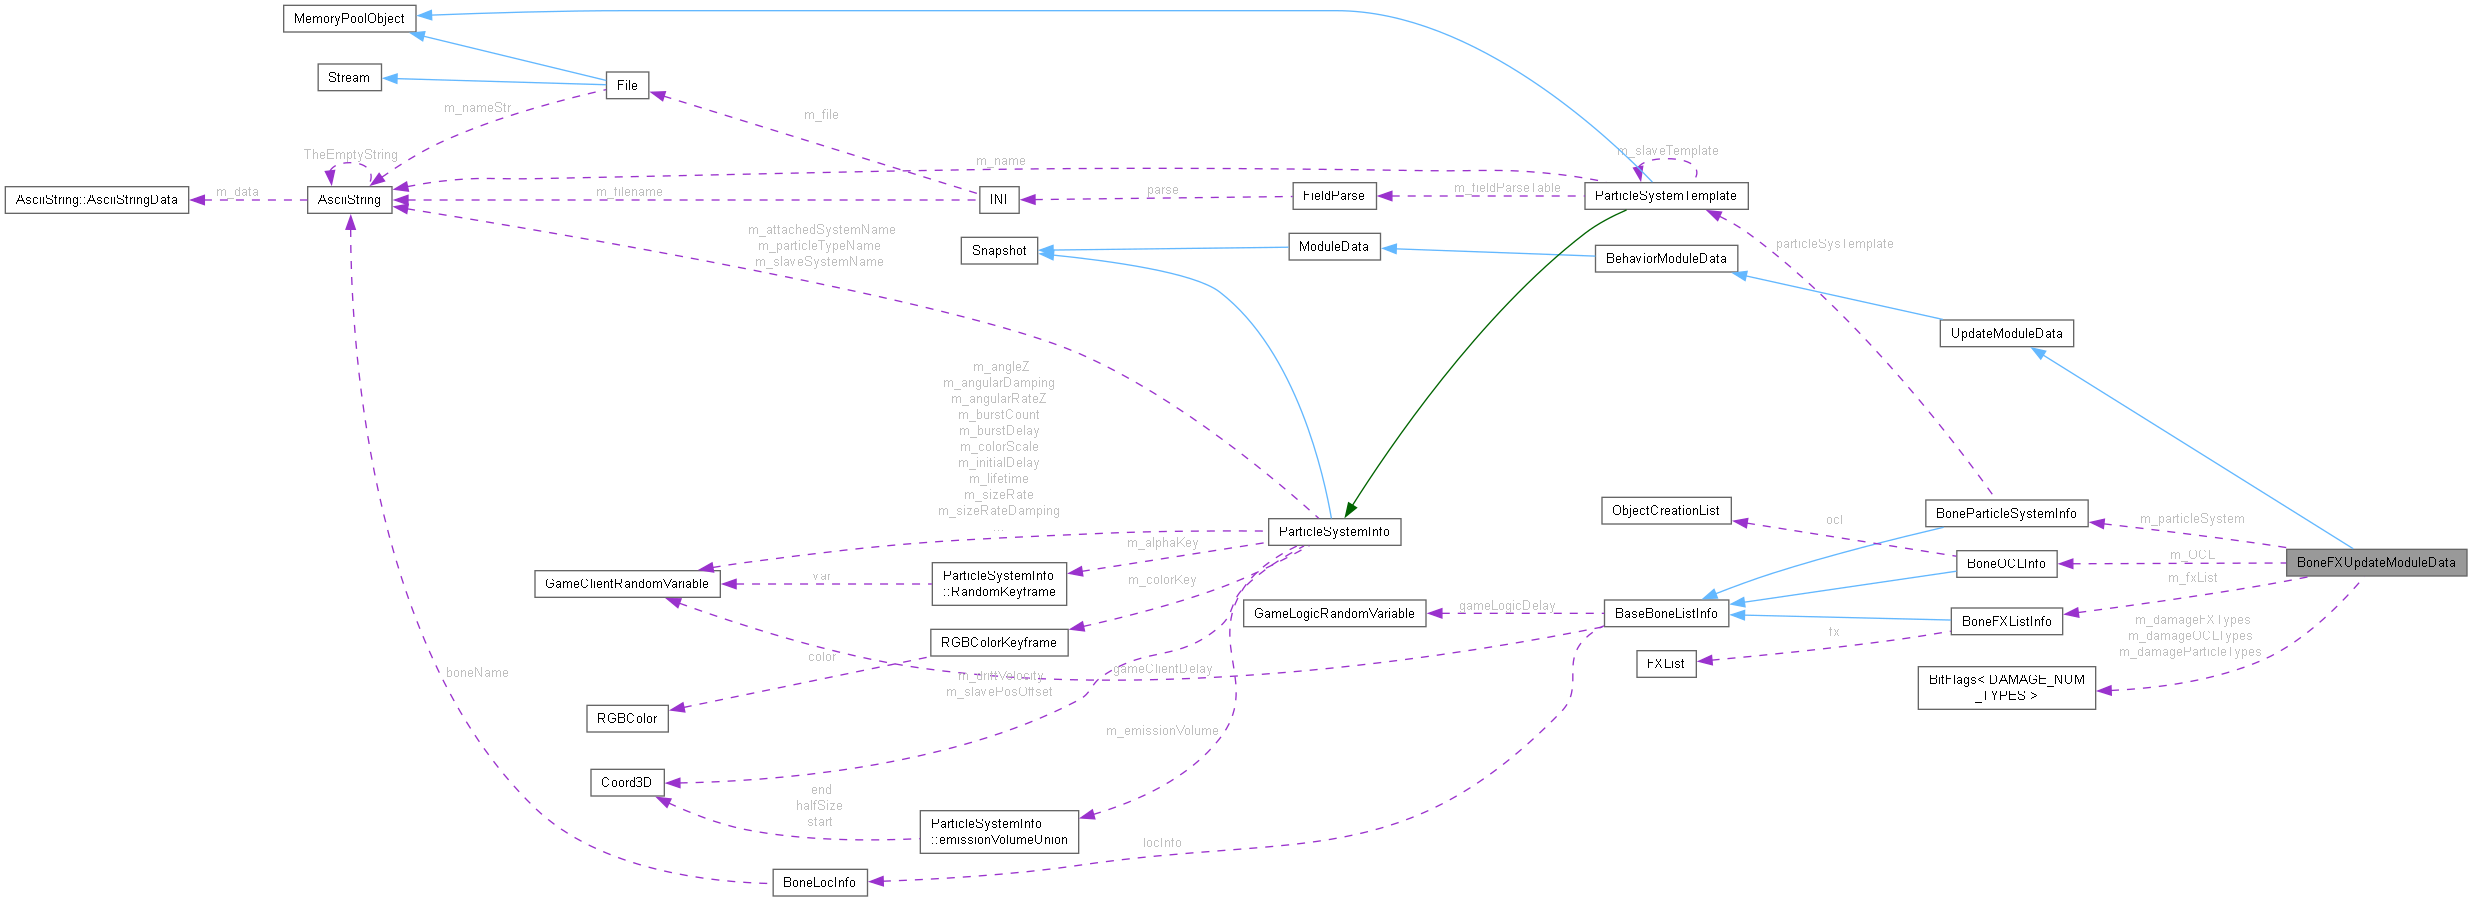 MemoryPoolObject
Stream
File
m_nameStr
m_file
TheEmptyString
m_name
m_slaveTemplate
AsciiString::AsciiStringData
m_data
AsciiString
m_filename
INI
parse
FieldParse
m_fieldParseTable
ParticleSystemTemplate
m_attachedSystemName
m_particleTypeName
m_slaveSystemName
Snapshot
ModuleData
BehaviorModuleData
particleSysTemplate
UpdateModuleData
m_angleZ
m_angularDamping
m_angularRateZ
m_burstCount
m_burstDelay
m_colorScale
m_initialDelay
m_lifetime
m_sizeRate
m_sizeRateDamping
...
ParticleSystemInfo
ObjectCreationList
ocl
BoneParticleSystemInfo
m_particleSystem
m_alphaKey
m_OCL
BoneFXUpdateModuleData
GameClientRandomVariable
var
ParticleSystemInfo
::RandomKeyframe
m_colorKey
BoneOCLInfo
m_fxList
GameLogicRandomVariable
gameLogicDelay
BaseBoneListInfo
BoneFXListInfo
m_damageFXTypes
m_damageOCLTypes
m_damageParticleTypes
RGBColorKeyframe
color
fx
FXList
boneName
gameClientDelay
m_driftVelocity
m_slavePosOffset
BitFlags< DAMAGE_NUM
_TYPES >
RGBColor
m_emissionVolume
Coord3D
end
halfSize
start
ParticleSystemInfo
::emissionVolumeUnion
locInfo
BoneLocInfo